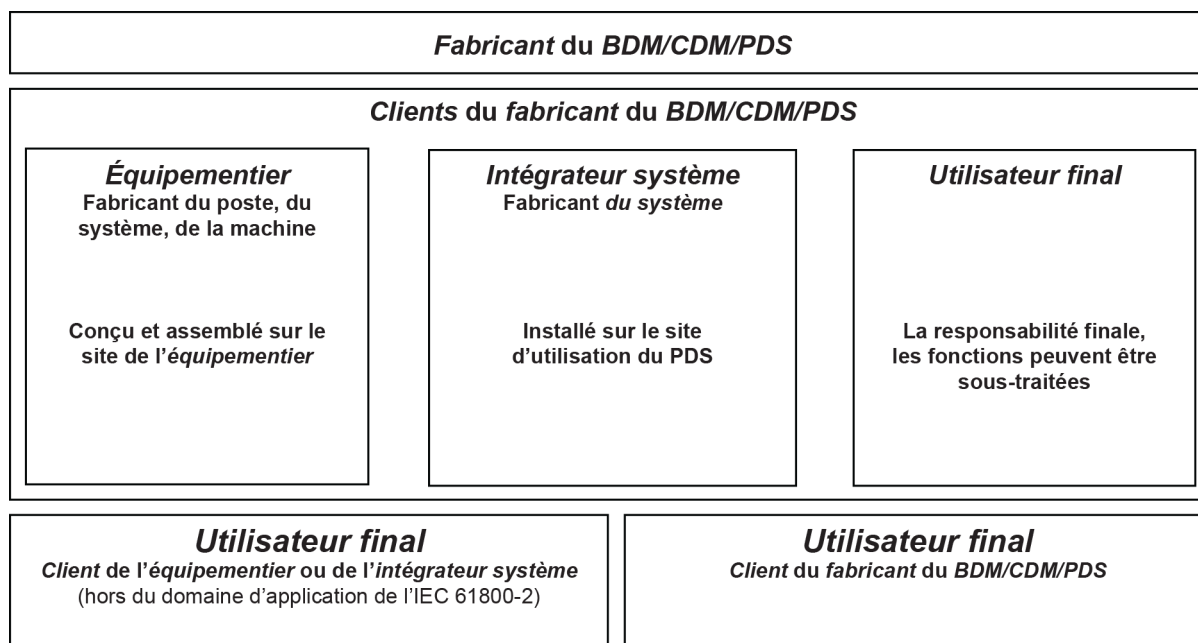 Fabricant du BDM/CDM/PDS
Clients du fabricant du BDM/CDM/PDS
Équipementier
Fabricant du poste, du
système, de la machine
Conçu et assemblé sur le
site de l’équipementier
Intégrateur système
Fabricant du système
Installé sur le site
d’utilisation du PDS
Utilisateur final
La responsabilité finale,
les fonctions peuvent être
sous-traitées
Utilisateur final
Client de l’équipementier ou de l’intégrateur système
(hors du domaine d’application de l’IEC 61800-2)
Utilisateur final
Client du fabricant du BDM/CDM/PDS